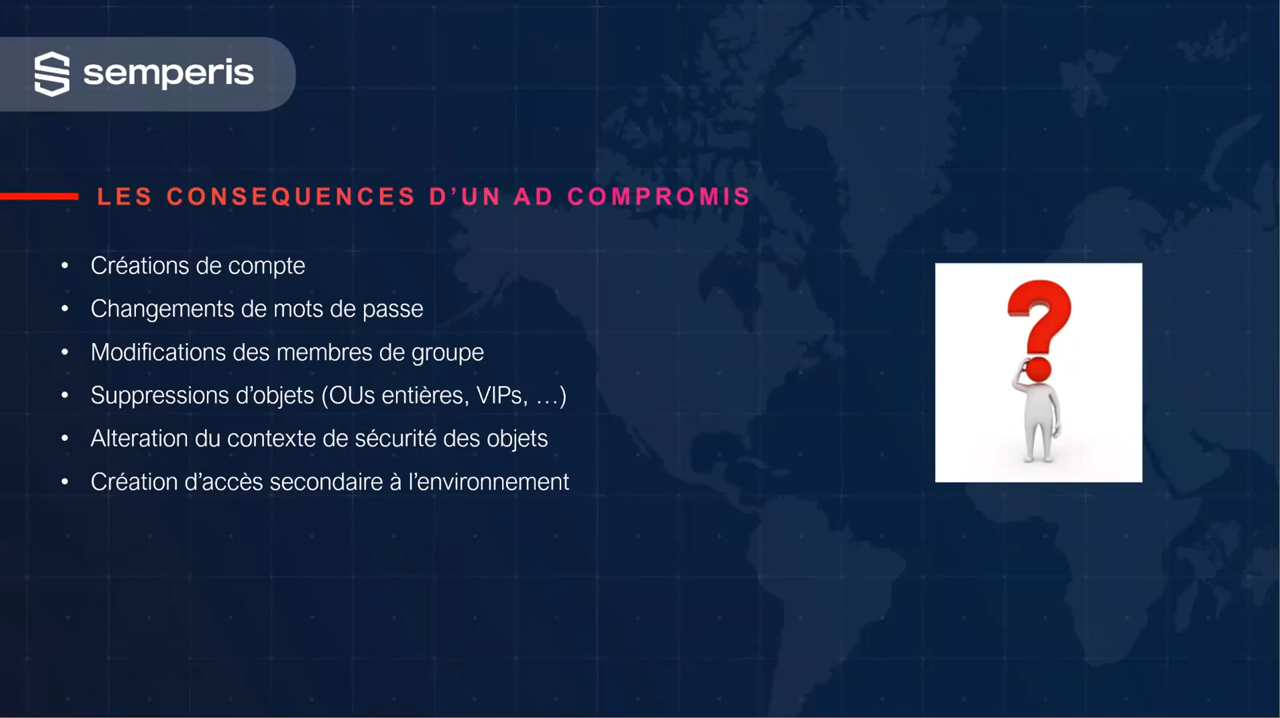 semperis
LES CONSEQUENCES D’UN AD COMPROMIS
• Créations de compte
• Changements de mots de passe
• Modifications des membres de groupe
• Suppressions d’objets (OUs entières, VIPs, …)
• Alteration du contexte de sécurité des objets
• Création d’accès secondaire à l’environnement
?